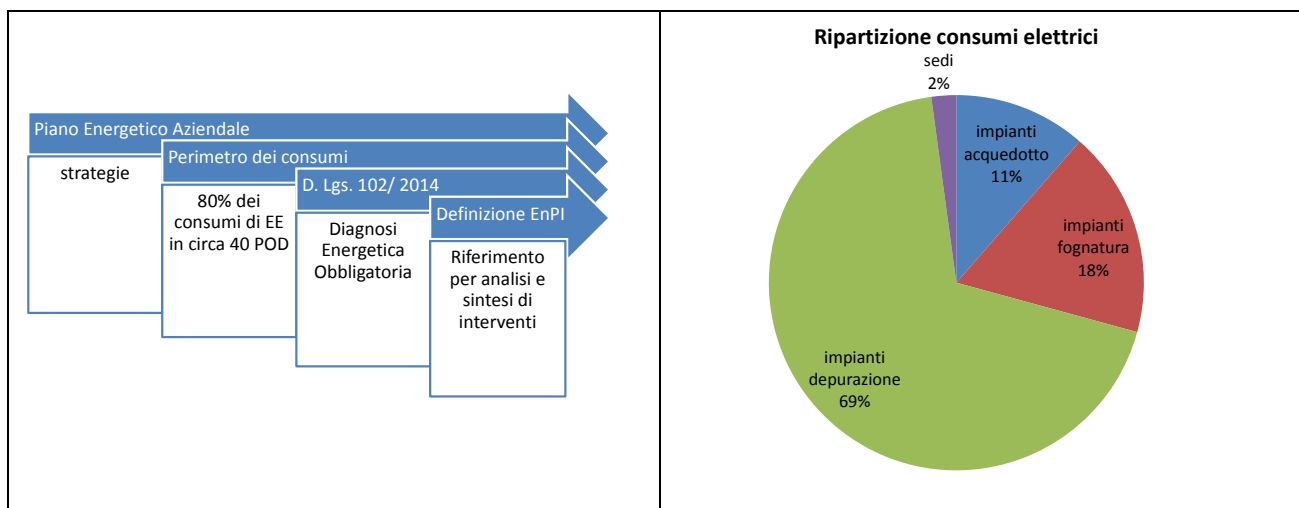 Piano Energetico Aziendale
strategie
Perimetro dei consumi
80% dei
consumi di EE
in circa 40 POD
D. Lgs. 102/ 2014
Diagnosi
Energetica
Obbligatoria
Definizione EnPI
Riferimento
per analisi e
sintesi di
interventi
Ripartizione consumi elettrici
sedi
2%
impianti
acquedotto
11%
impianti
fognatura
18%
impianti
depurazione
69%